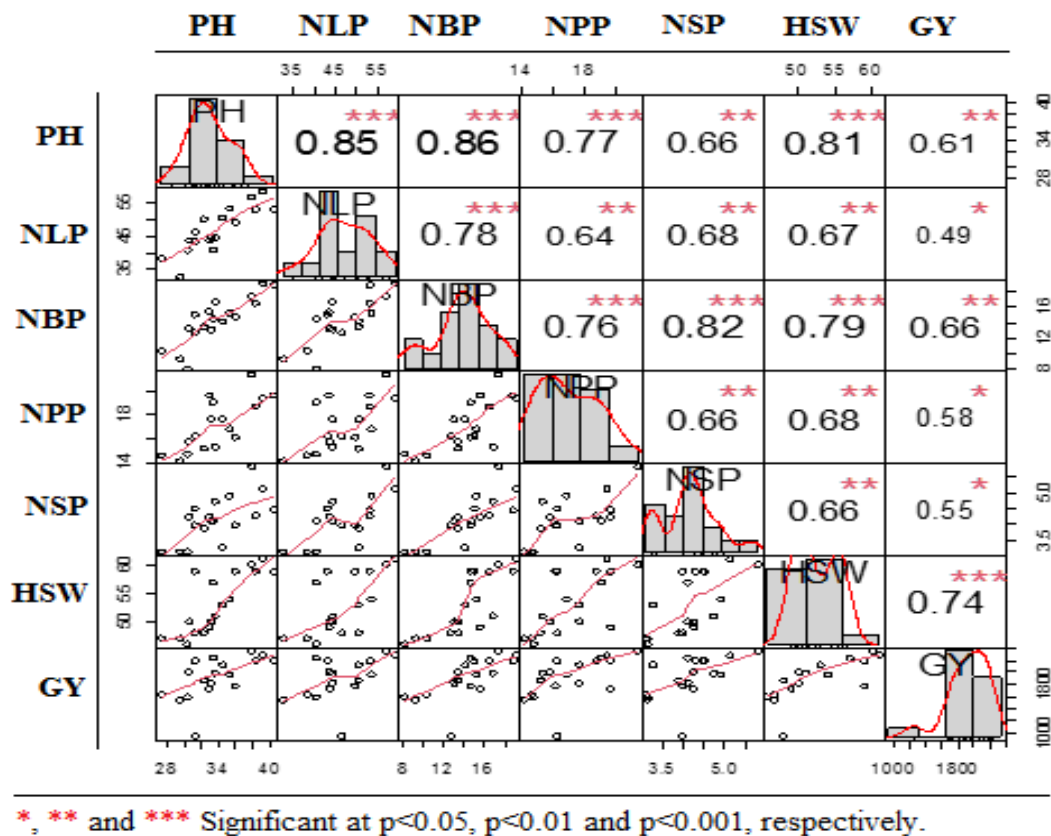 PH NLP NBP NPP NSP HSW GY
35 45 55 14 18 50 55 60
PH PH *** 0.85 *** 0.86 *** 0.77 ** 0.66 *** 0.81 ** 0.61 28 34 40
NLP 35 45 55 NLP *** 0.78 ** 0.64 ** 0.68 ** 0.67 * 0.49
NBP NBP *** 0.76 *** 0.82 *** 0.79 ** 0.66 8 12 16
NPP 14 18 NPP ** 0.66 ** 0.68 * 0.58
NSP NSP ** 0.66 * 0.55 3.5 5.0
HSW 50 55 60 HSW *** 0.74
GY GY 1000 1800
28 34 40 8 12 16 3.5 5.0 1000 1800
*, ** and *** Significant at p<0.05, p<0.01 and p<0.001, respectively.